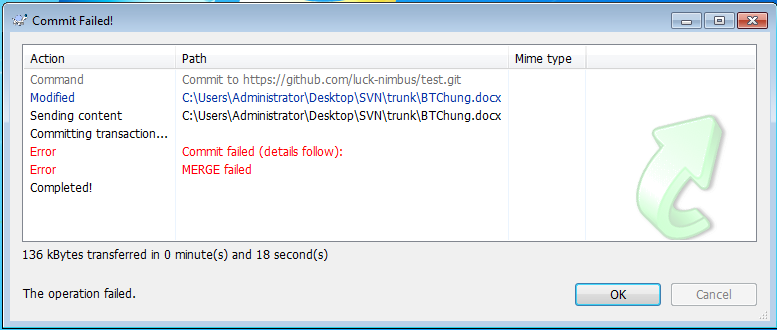 Commit Failed!
Action Path Mime type
Command Commit to https://github.com/luck-nimbus/test.git
Modified C:\Users\Administrator\Desktop\SVN\trunk\BTChung.docx
Sending content C:\Users\Administrator\Desktop\SVN\trunk\BTChung.docx
Committing transaction...
Error Commit failed (details follow):
Error MERGE failed
Completed!
136 kBytes transferred in 0 minute(s) and 18 second(s)
The operation failed.
OK Cancel